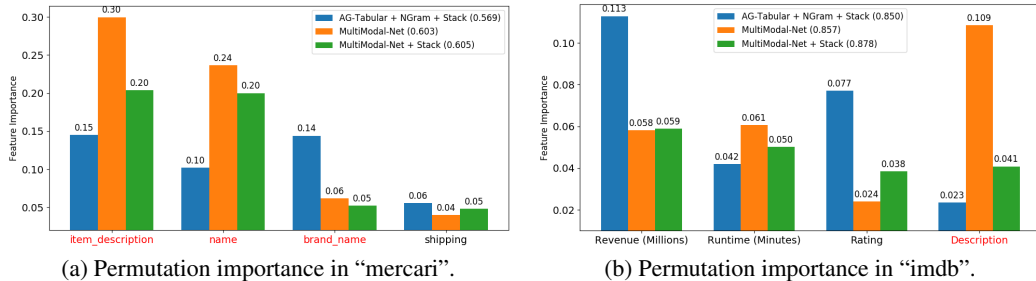 AG-Tabular + NGram + Stack (0.569)
MultiModal-Net (0.603)
MultiModal-Net + Stack (0.605)
Feature Importance
0.30
0.25
0.20
0.15
0.10
0.05
0.15
0.30
0.20
0.10
0.24
0.20
0.14
0.06
0.05
0.06
0.04
0.05
item_description
name
brand_name
shipping
(a) Permutation importance in “mercari”.
AG-Tabular + NGram + Stack (0.850)
MultiModal-Net (0.857)
MultiModal-Net + Stack (0.878)
Feature Importance
0.10
0.08
0.06
0.04
0.02
0.113
0.058
0.059
0.042
0.061
0.050
0.077
0.024
0.038
0.023
0.109
0.041
Revenue (Millions)
Runtime (Minutes)
Rating
Description
(b) Permutation importance in “imdb”.